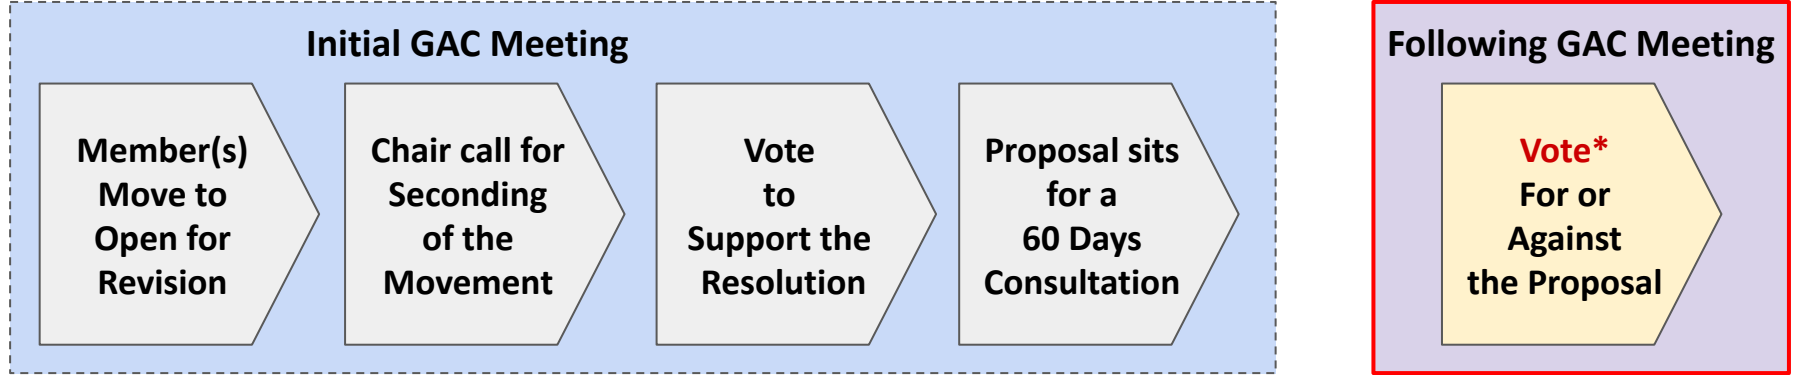 Initial GAC Meeting
Member(s)
Move to
Open for
Revision
Chair call for
Seconding
of the
Movement
Vote
to
Support the
Resolution
Proposal sits
for a
60 Days
Consultation
Following GAC Meeting
Vote*
For or
Against
the Proposal